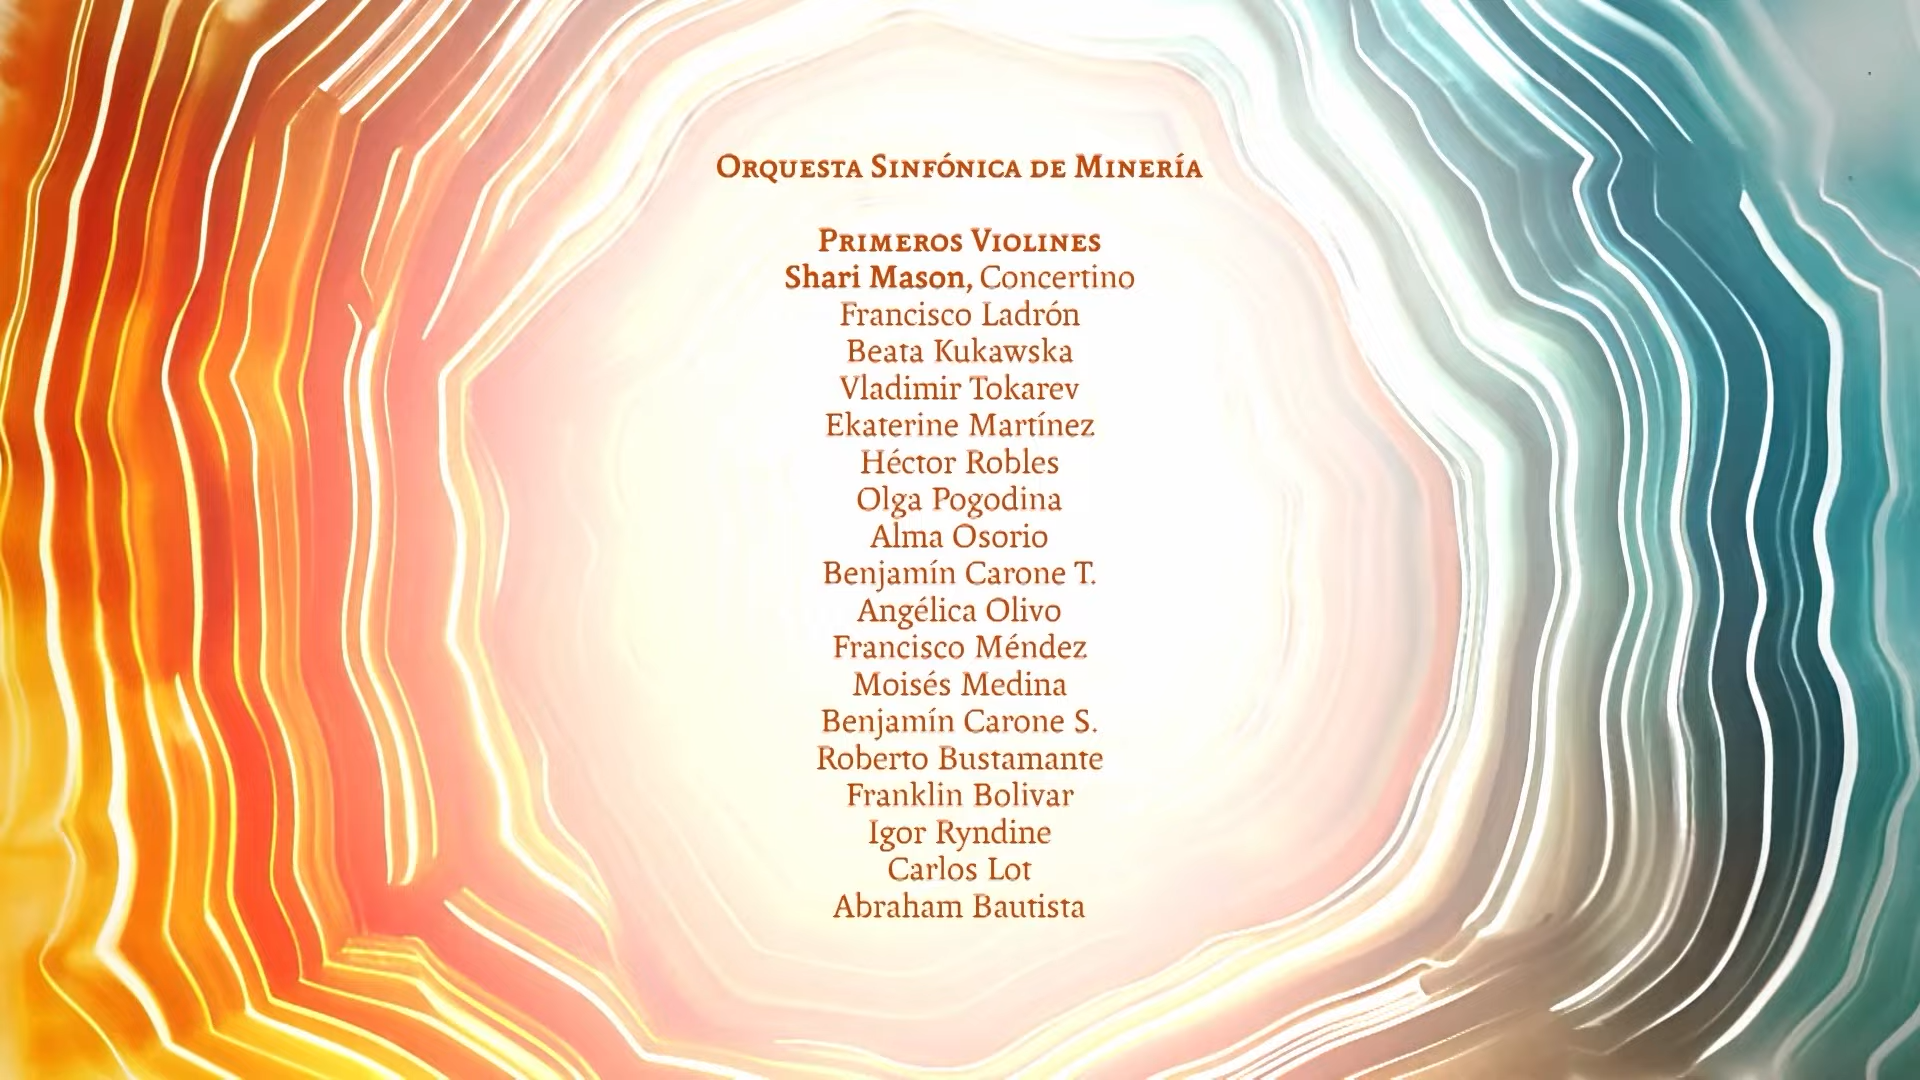 Orquesta Sinfónica de Minería
Primeros Violines
Shari Mason, Concertino
Francisco Ladrón
Beata Kukawska
Vladimir Tokarev
Ekaterine Martínez
Héctor Robles
Olga Pogodina
Alma Osorio
Benjamín Carone T.
Angélica Olivo
Francisco Méndez
Moisés Medina
Benjamín Carone S.
Roberto Bustamante
Franklin Bolivar
Igor Ryndine
Carlos Lot
Abraham Bautista